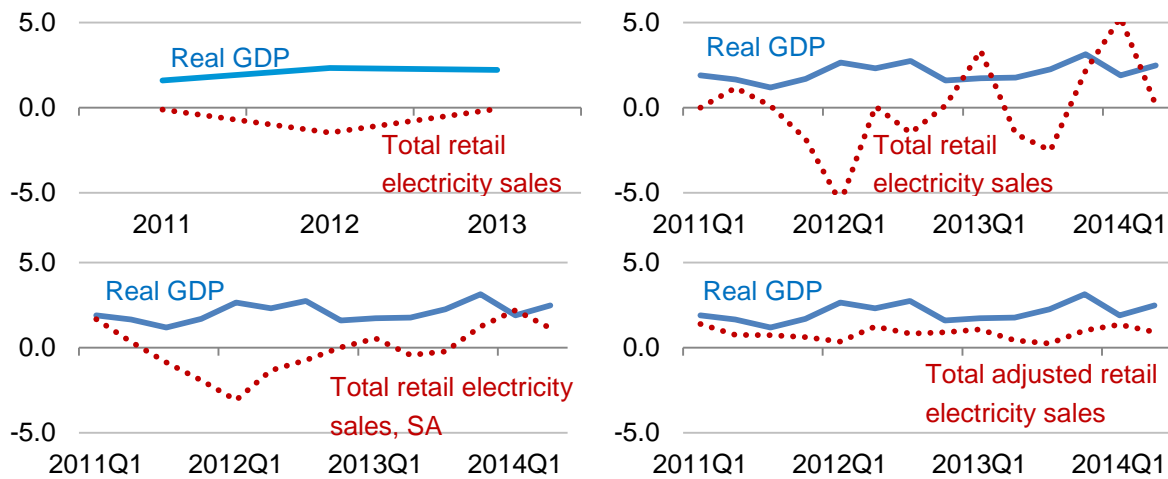 5.0
Real GDP
0.0
Total retail
electricity sales
-5.0
2011 2012 2013
5.0
Real GDP
0.0
Total retail
electricity sales
-5.0
2011Q1 2012Q1 2013Q1 2014Q1
5.0
Real GDP
0.0
Total retail electricity
sales, SA
-5.0
2011Q1 2012Q1 2013Q1 2014Q1
5.0
Real GDP
0.0
Total adjusted retail
electricity sales
-5.0
2011Q1 2012Q1 2013Q1 2014Q1